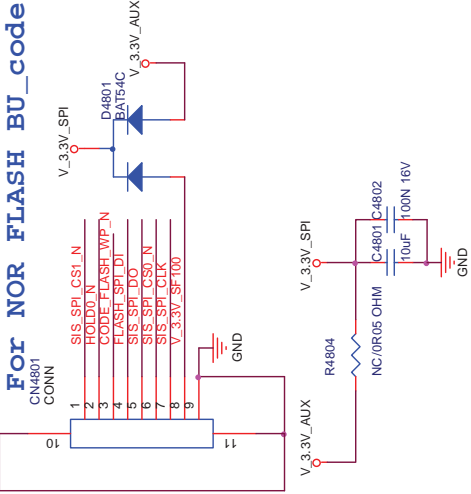 For NOR FLASH BU_code
CN4801
CONN
10
1
2
3
4
5
6
7
8
9
11
SIS_SPI_CS1_N
HOLD0_N
CODE_FLASH_WP_N
FLASH_SPI_DI
SIS_SPI_DO
SIS_SPI_CS0_N
SIS_SPI_CLK
V_3.3V_SF100
GND
V_3.3V_SPI
D4801
BAT54C
V_3.3V_AUX
V_3.3V_AUX
R4804
NC/0R05 OHM
V_3.3V_SPI
C4801
10uF
C4802
100N 16V
GND